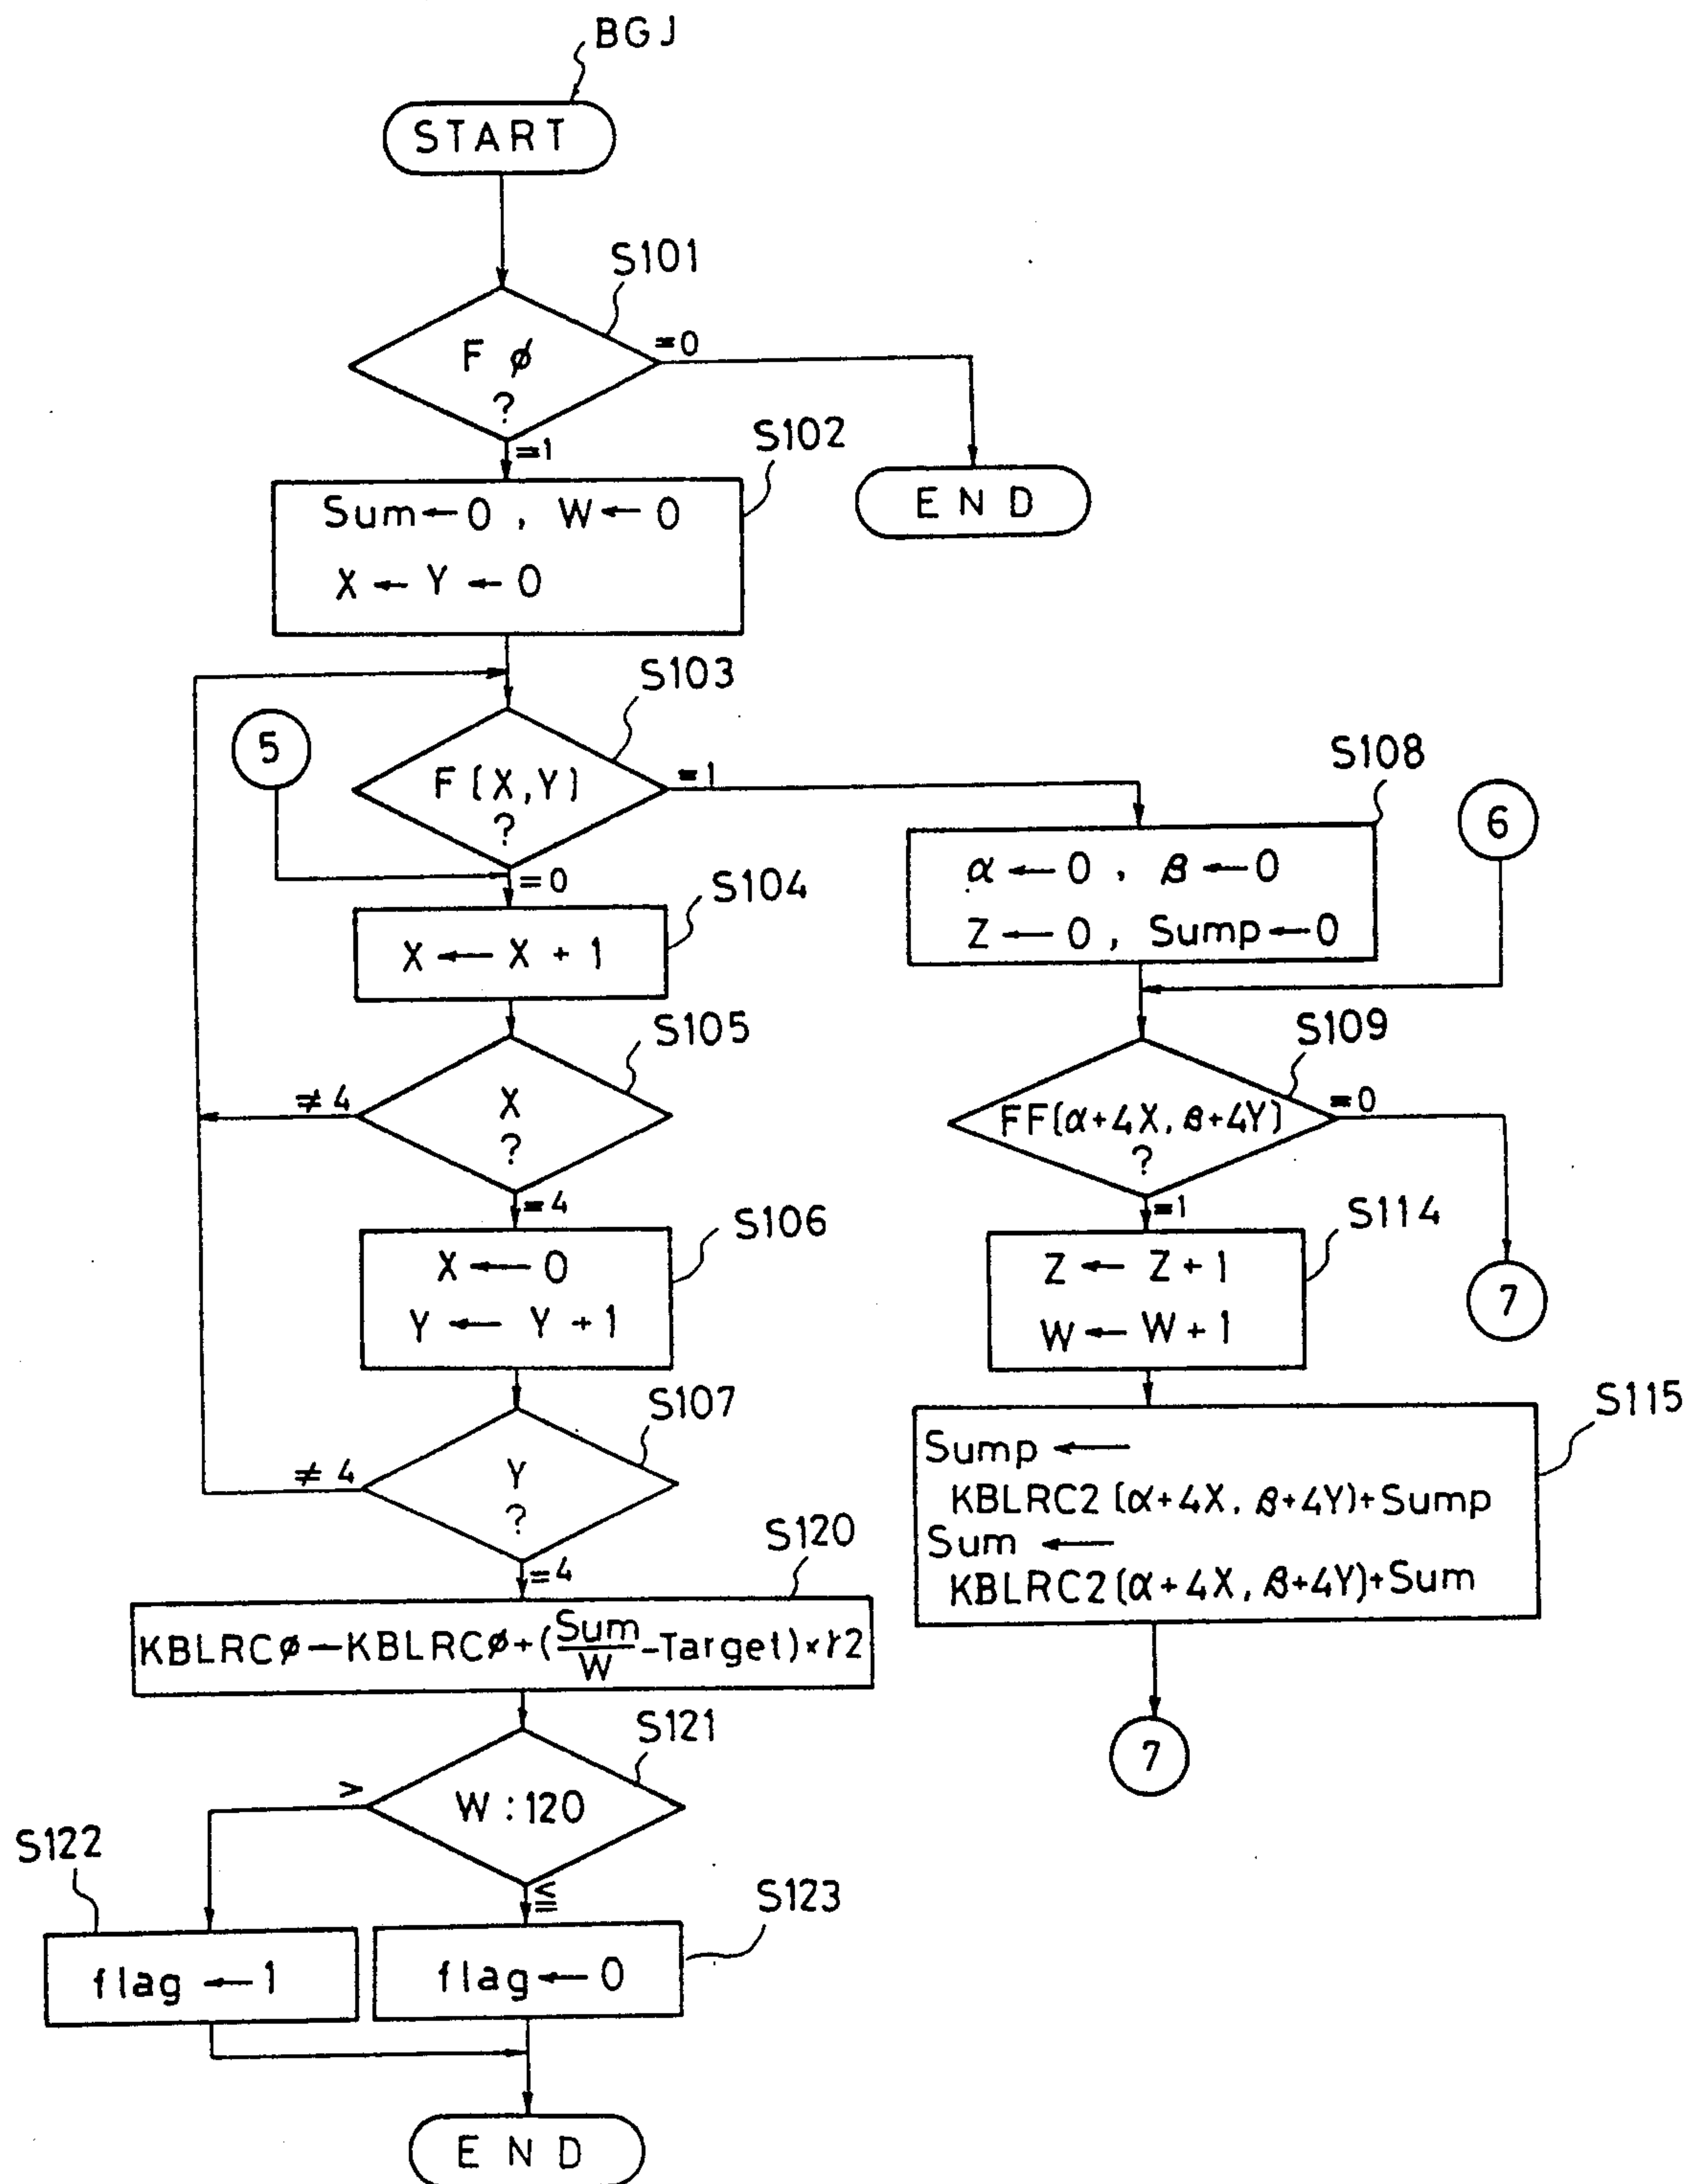 BGJ
START
S101
F ϕ
?
=0
=1
END
S102
Sum←0 , W←0
X ← Y ← 0
S103
5
F(X,Y)
?
=1
=0
S104
X ← X + 1
S105
≠4
X
?
=4
S106
X ← 0
Y ← Y + 1
S107
≠4
Y
?
=4
S120
KBLRCϕ—KBLRCϕ+(Sum/W-Target)×r2
S121
>
W:120
≦
S122
flag ← 1
S123
flag ← 0
END
S108
6
α ← 0 , β ← 0
Z ← 0 , Sump ← 0
S109
FF(α+4X, β+4Y)
?
=0
=1
7
S114
Z ← Z + 1
W ← W + 1
S115
Sump ←
KBLRC2(α+4X, β+4Y)+Sump
Sum ←
KBLRC2(α+4X, β+4Y)+Sum
7